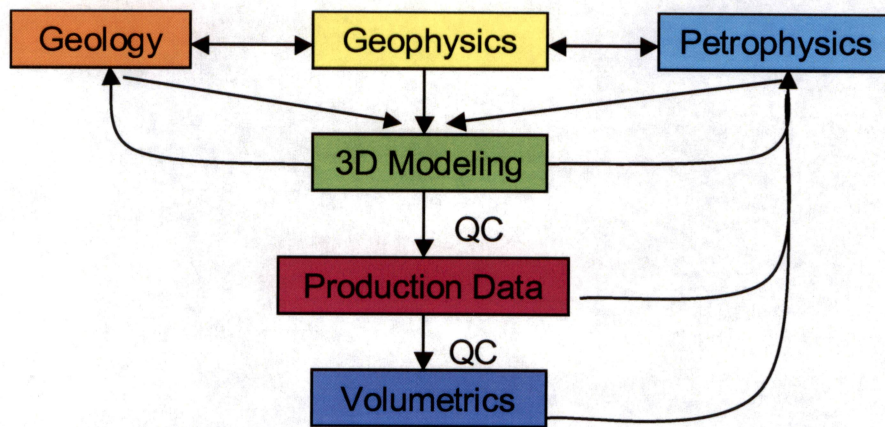 Geology
Geophysics
Petrophysics
3D Modeling
QC
Production Data
QC
Volumetrics